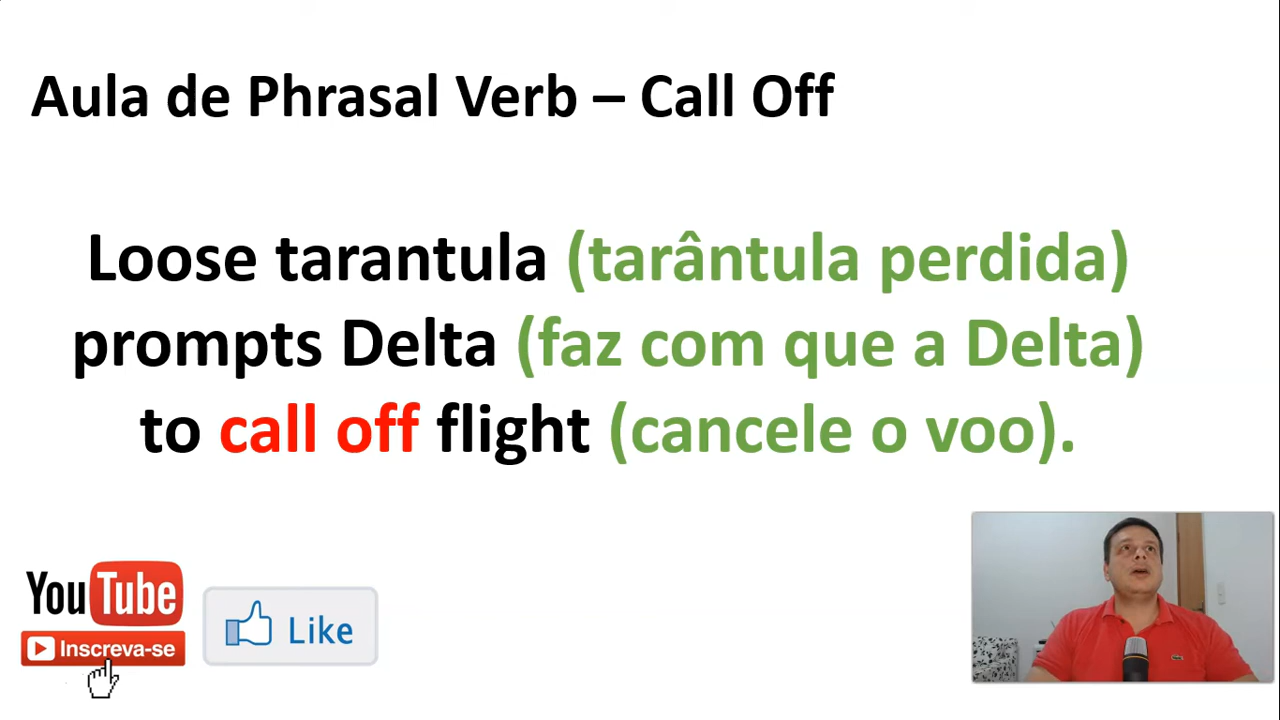 Aula de Phrasal Verb – Call Off
Loose tarantula (tarântula perdida)
prompts Delta (faz com que a Delta)
to call off flight (cancele o voo).
YouTube
Inscreva-se
Like